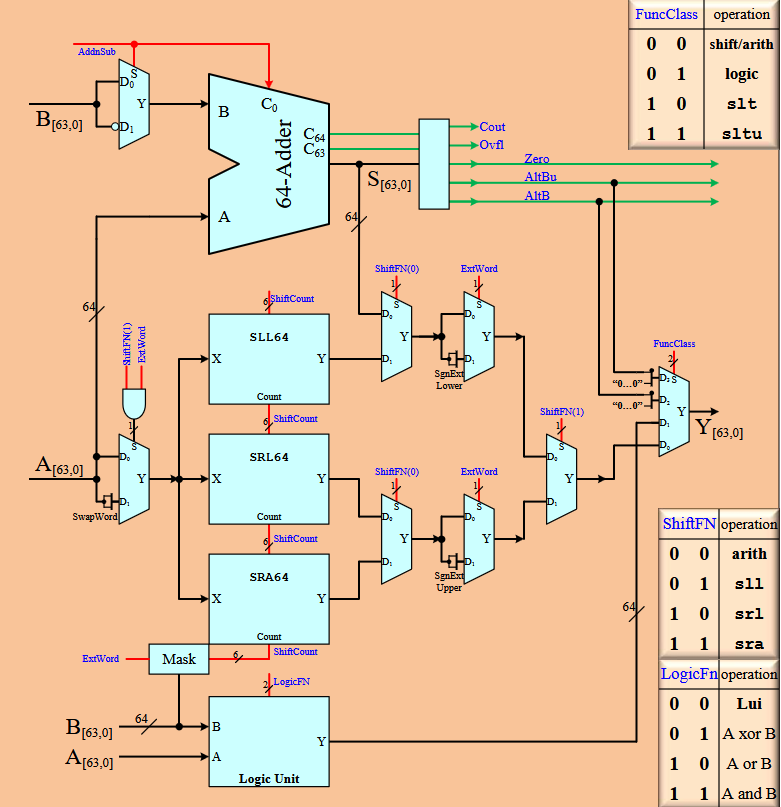 FuncClass operation
0 0 shift/arith
0 1 logic
1 0 slt
1 1 sltu
AddnSub
S
D0
Y
D1
B[63,0]
B
C0
64-Adder
C64
C63
A
S[63,0]
64
Cout
Ovfl
Zero
AltBu
AltB
64
ShiftFN(1)
ExtWord
1
S
D0
Y
D1
A[63,0]
SwapWord
6 ShiftCount
SLL64
X Y
Count
6 ShiftCount
SRL64
X Y
Count
6 ShiftCount
SRA64
X Y
Count
ShiftFN(0)
1
S
D0
Y
D1
ExtWord
1
S
D0
Y
D1
SgnExt
Lower
ShiftFN(0)
1
S
D0
Y
D1
ExtWord
1
S
D0
Y
D1
SgnExt
Upper
ShiftFN(1)
1
S
D0
Y
D1
FuncClass
2
S
“0...0” D3
“0...0” D2
Y
D1
D0
Y[63,0]
64
ExtWord Mask 6 ShiftCount
2 LogicFN
B[63,0] 64 B
Y
A[63,0] A
Logic Unit
ShiftFN operation
0 0 arith
0 1 sll
1 0 srl
1 1 sra
LogicFn operation
0 0 Lui
0 1 A xor B
1 0 A or B
1 1 A and B